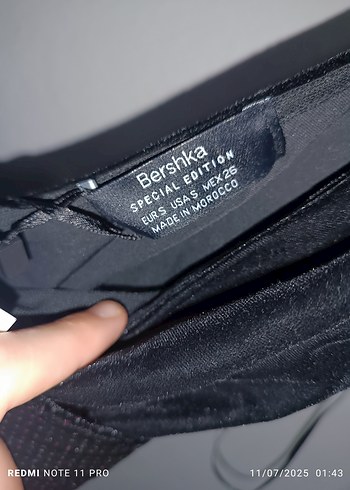 Bershka
SPECIAL EDITION
EUR S USA S MEX 26
MADE IN MOROCCO
REDMI NOTE 11 PRO
11/07/2025 01:43